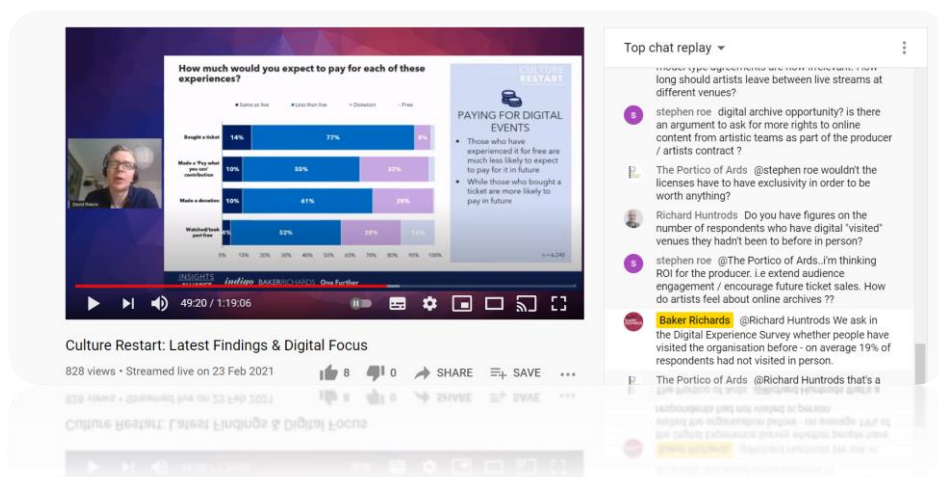 How much would you expect to pay for each of these
experiences?
Same as live
Less than live
Donation
Free
Bought a ticket
14%
77%
8%
Made a 'Pay what
you can'
contribution
10%
55%
32%
Made a donation
10%
61%
29%
Watched/took
part free
52%
28%
0% 10% 20% 30% 40% 50% 60% 70% 80% 90% 100%
CULTURE
RESTART
PAYING FOR DIGITAL
EVENTS
• Those who have
experienced it for free are
much less likely to expect
to pay for it in future
• While those who bought a
ticket are more likely to
pay in future
David Reece
INSIGHTS
ALLIANCE
indigo BAKERRICHARDS One Further
49:20 / 1:19:06
Culture Restart: Latest Findings & Digital Focus
828 views • Streamed live on 23 Feb 2021
8
0
SHARE
SAVE
Top chat replay
model type agreements are now irrelevant. How
long should artists leave between live streams at
different venues?
S
stephen roe digital archive opportunity? is there
an argument to ask for more rights to online
content from artistic teams as part of the producer
/ artists contract ?
The Portico of Ards @stephen roe wouldn't the
licenses have to have exclusivity in order to be
worth anything?
Richard Huntrods Do you have figures on the
number of respondents who have digital "visited"
venues they hadn't been to before in person?
S
stephen roe @The Portico of Ards..i'm thinking
ROI for the producer. i.e extend audience
engagement / encourage future ticket sales. How
do artists feel about online archives ??
Baker Richards @Richard Huntrods We ask in
the Digital Experience Survey whether people have
visited the organisation before - on average 19% of
respondents had not visited in person.
The Portico of Ards @Richard Huntrods that's a